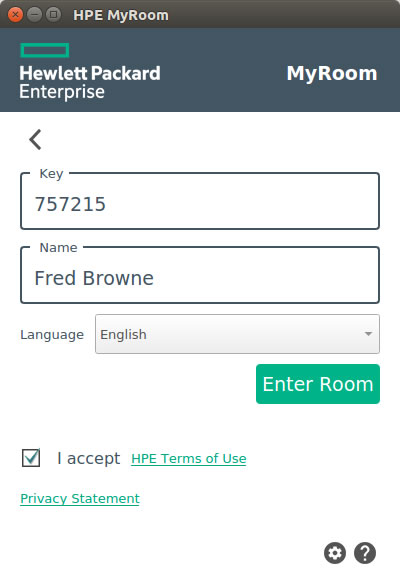 HPE MyRoom
Hewlett Packard
Enterprise
MyRoom
Key
757215
Name
Fred Browne
Language English
Enter Room
I accept HPE Terms of Use
Privacy Statement
?